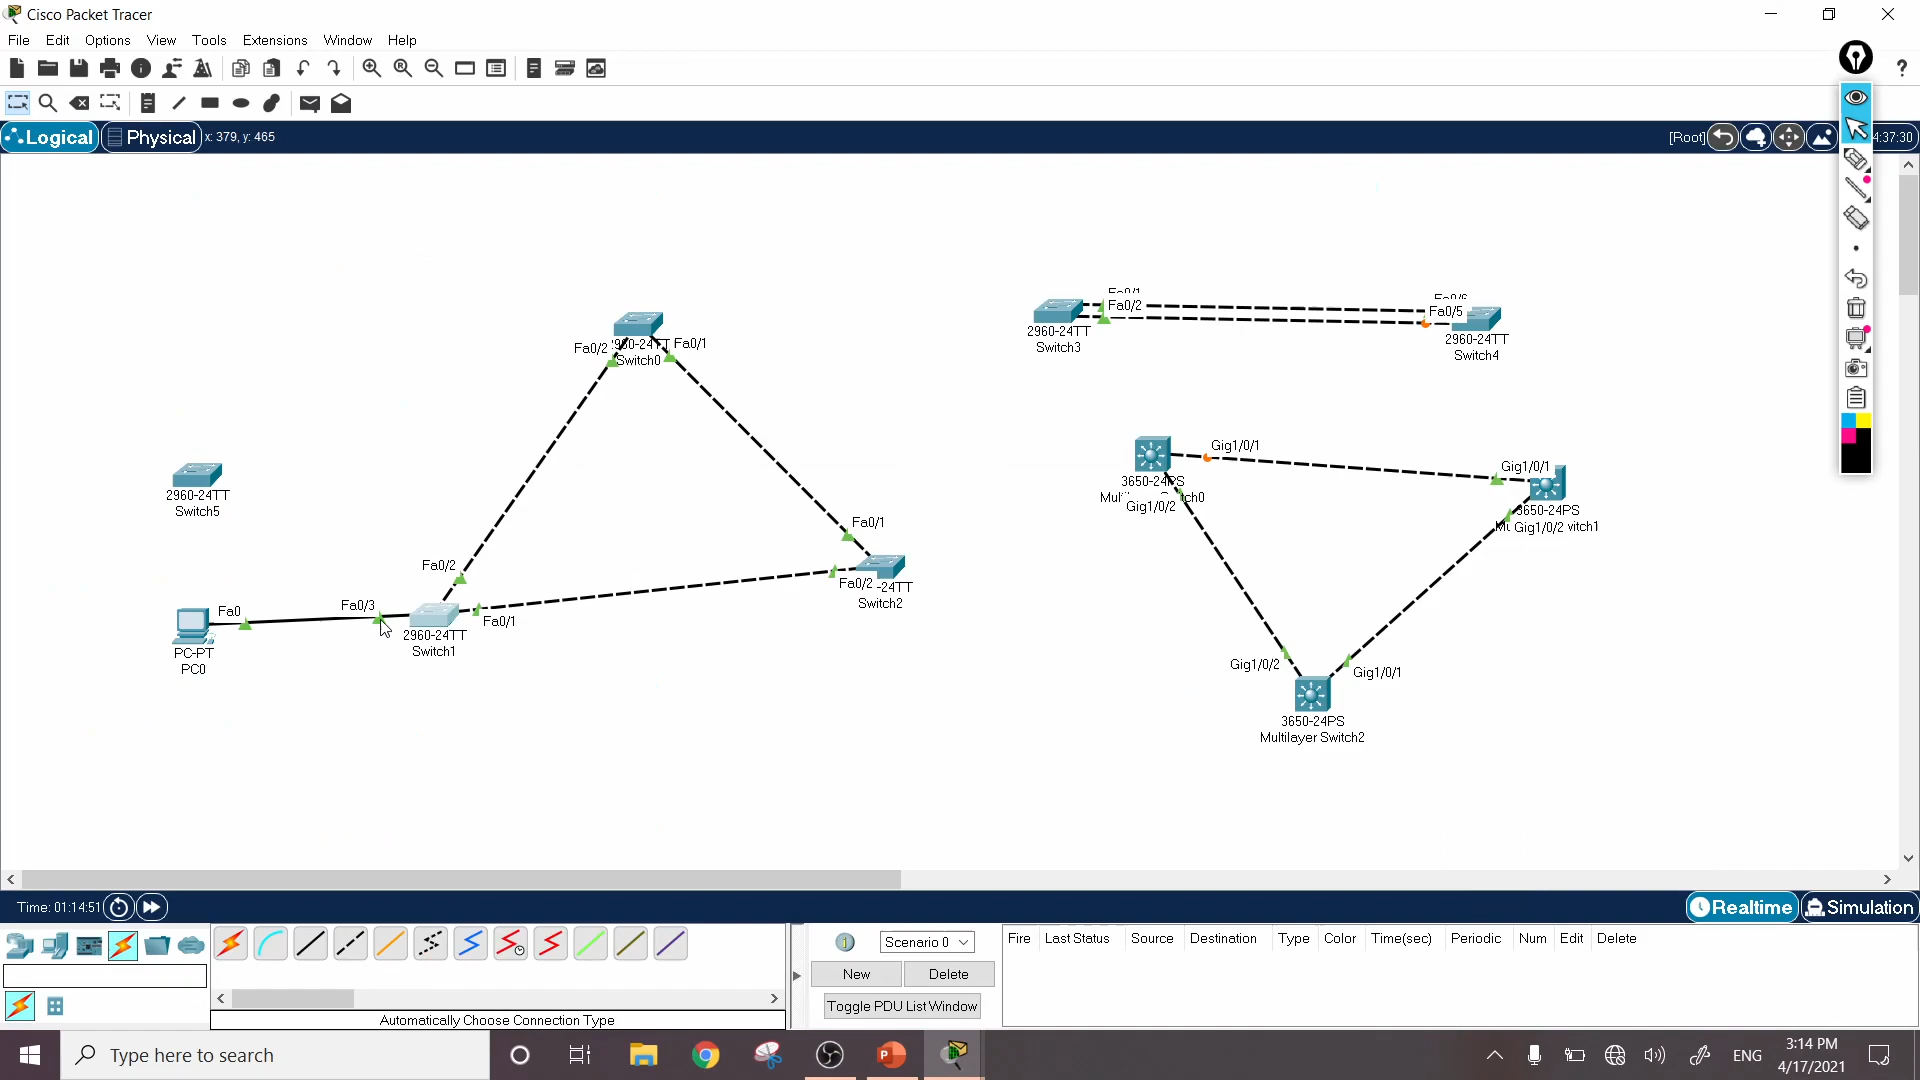 Cisco Packet Tracer
File Edit Options View Tools Extensions Window Help
?
Logical Physical x: 379, y: 465
[Root] 4:37:30
Fa0/2
Fa0/5
2960-24TT
Switch3
2960-24TT
Switch4
Fa0/2 Fa0/1
Switch0
Gig1/0/1
Gig1/0/1
3650-24PS
Gig1/0/2
3650-24PS
Gig1/0/2 witch1
2960-24TT
Switch5
Fa0/1
Fa0/2 -24TT
Switch2
Fa0/2
Fa0 Fa0/3
Fa0/1
2960-24TT
Switch1
PC-PT
PC0
Gig1/0/2
Gig1/0/1
3650-24PS
Multilayer Switch2
Time: 01:14:51
Realtime Simulation
Scenario 0
New Delete
Toggle PDU List Window
Fire Last Status Source Destination Type Color Time(sec) Periodic Num Edit Delete
Automatically Choose Connection Type
Type here to search
ENG
3:14 PM
4/17/2021